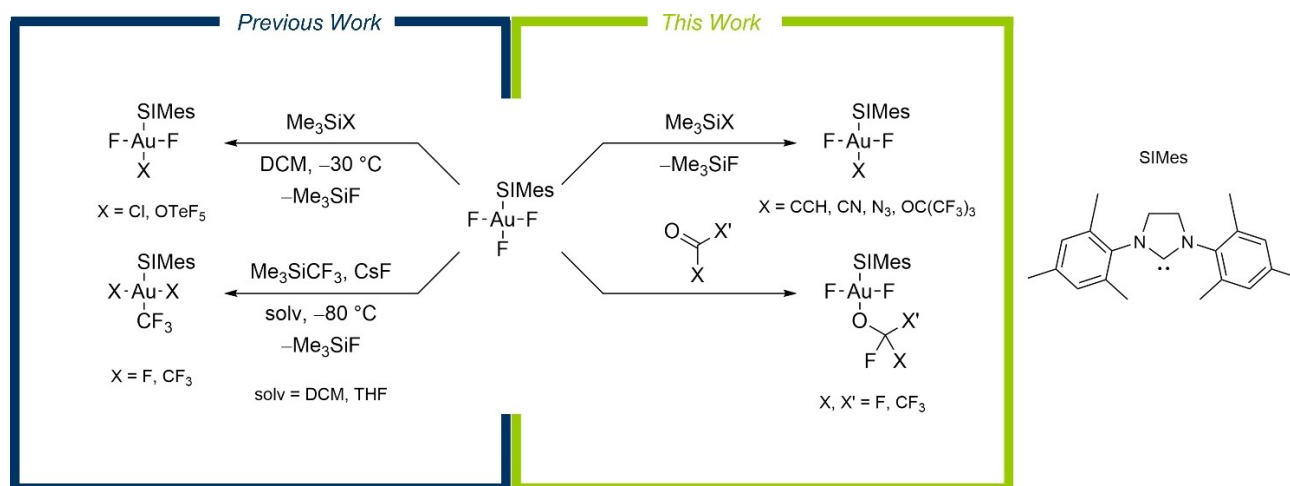 Previous Work
This Work
SIMes
F-Au-F
X
X = Cl, OTeF₅
Me₃SiX
DCM, –30 °C
–Me₃SiF
SIMes
X-Au-X
CF₃
X = F, CF₃
Me₃SiCF₃, CsF
solv, –80 °C
–Me₃SiF
solv = DCM, THF
SIMes
F-Au-F
F
Me₃SiX
–Me₃SiF
SIMes
F-Au-F
X
X = CCH, CN, N₃, OC(CF₃)₃
O
X'
X
SIMes
F-Au-F
O
X'
F
X
X, X' = F, CF₃
SIMes
N
N